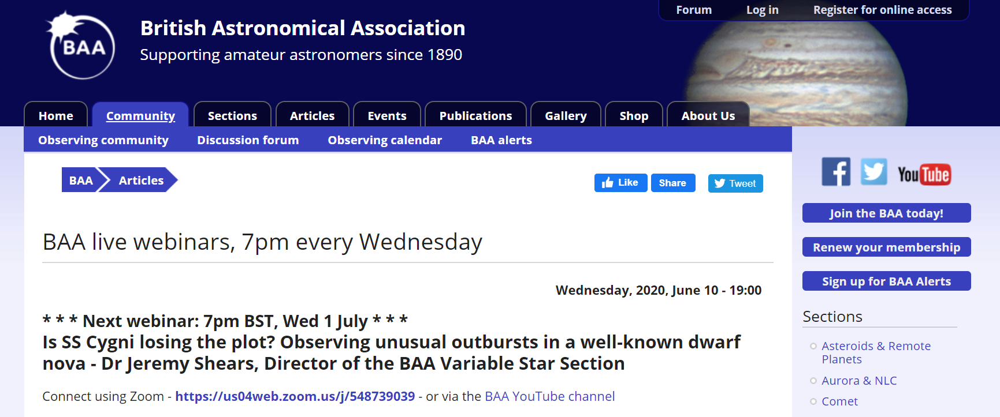 Forum Log in Register for online access
BAA
British Astronomical Association
Supporting amateur astronomers since 1890
Home Community Sections Articles Events Publications Gallery Shop About Us
Observing community Discussion forum Observing calendar BAA alerts
BAA Articles
Like Share Tweet
f YouTube
Join the BAA today!
Renew your membership
Sign up for BAA Alerts
BAA live webinars, 7pm every Wednesday
Wednesday, 2020, June 10 - 19:00
* * * Next webinar: 7pm BST, Wed 1 July * * *
Is SS Cygni losing the plot? Observing unusual outbursts in a well-known dwarf
nova - Dr Jeremy Shears, Director of the BAA Variable Star Section
Connect using Zoom - https://us04web.zoom.us/j/548739039 - or via the BAA YouTube channel
Sections
Asteroids & Remote
Planets
Aurora & NLC
Comet